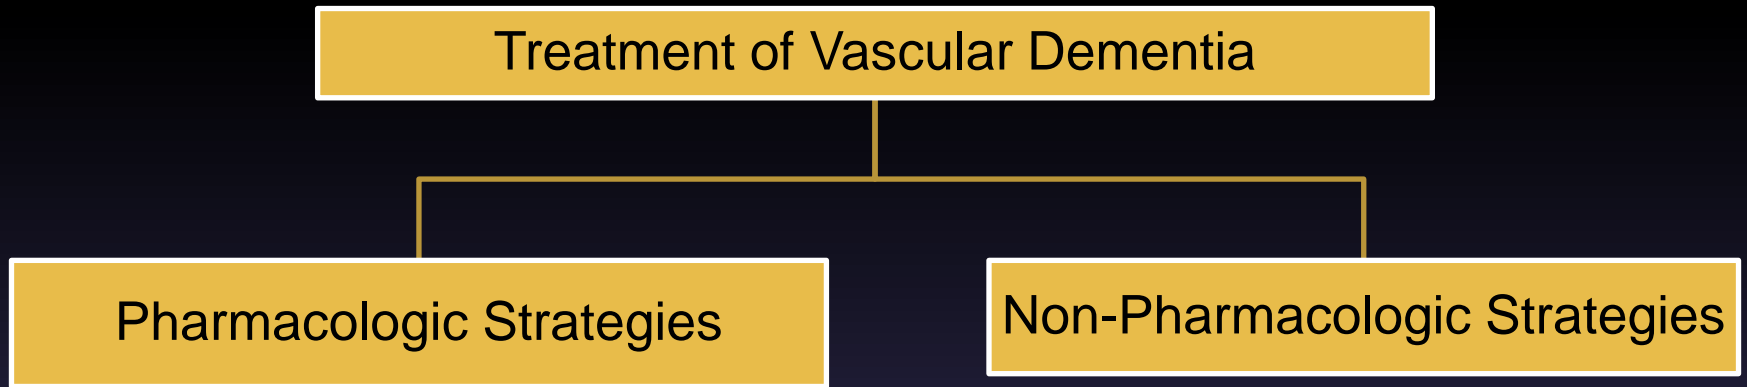 Treatment of Vascular Dementia
Pharmacologic Strategies
Non-Pharmacologic Strategies